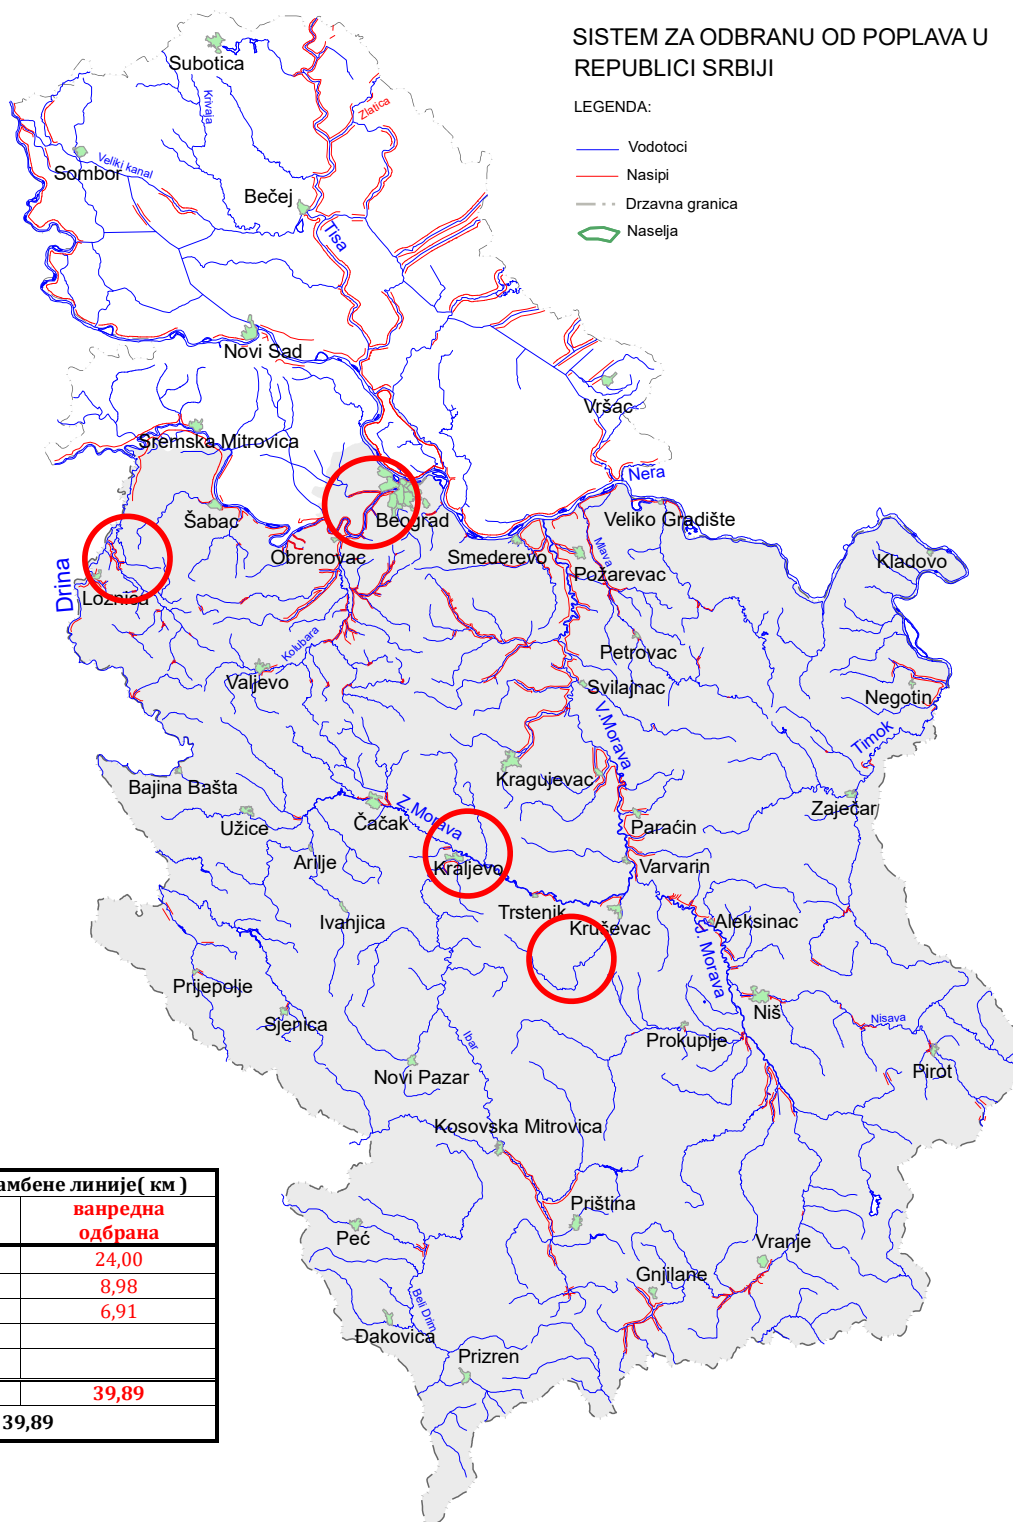 SISTEM ZA ODBRANU OD POPLAVA U
REPUBLICI SRBIJI
LEGENDA:
Vodotoci
Nasipi
Drzavna granica
Naselja
Subotica
Krivaja
Zlatica
Sombor
Veliki kanal
Bečej
Tisa
Novi Sad
Vršac
Sremska Mitrovica
Nera
Šabac
Beograd
Veliko Gradište
Obrenovac
Smederevo
Mlava
Kladovo
Požarevac
Drina
Loznica
Kolubara
Petrovac
Valjevo
Svilajnac
Negotin
V.Morava
Timok
Bajina Bašta
Kragujevac
Užice
Čačak
Z.Morava
Paraćin
Zaječar
Arilje
Kraljevo
Varvarin
Ivanjica
Trstenik
Kruševac
Aleksinac
J. Morava
Prijepolje
Sjenica
Niš
Nisava
Ibar
Prokuplje
Pirot
Novi Pazar
Kosovska Mitrovica
Priština
Peć
Vranje
Gnjilane
Beli Drim
Đakovica
Prizren
амбене линије( км )
ванредна
одбрана
24,00
8,98
6,91
39,89
39,89